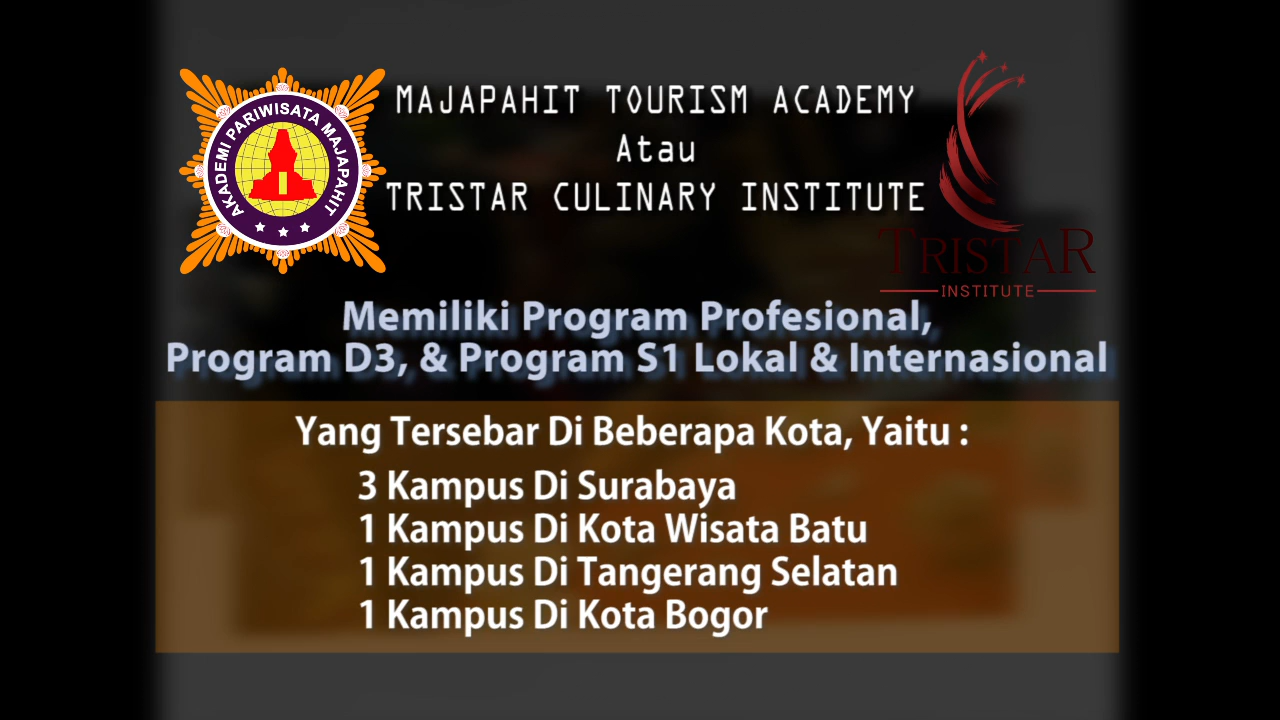 AKADEMI PARIWISATA MAJAPAHIT
MAJAPAHIT TOURISM ACADEMY
Atau
TRISTAR CULINARY INSTITUTE
TRISTAR
INSTITUTE
Memiliki Program Profesional,
Program D3, & Program S1 Lokal & Internasional
Yang Tersebar Di Beberapa Kota, Yaitu :
3 Kampus Di Surabaya
1 Kampus Di Kota Wisata Batu
1 Kampus Di Tangerang Selatan
1 Kampus Di Kota Bogor